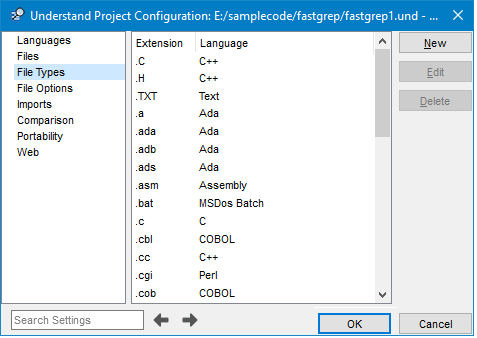 Understand Project Configuration: E:/samplecode/fastgrep/fastgrep1.und - ...
Languages
Files
File Types
File Options
Imports
Comparison
Portability
Web
Extension Language
.C C++
.H C++
.TXT Text
.a Ada
.ada Ada
.adb Ada
.ads Ada
.asm Assembly
.bat MSDos Batch
.c C
.cbl COBOL
.cc C++
.cgi Perl
.cob COBOL
New
Edit
Delete
Search Settings
OK
Cancel